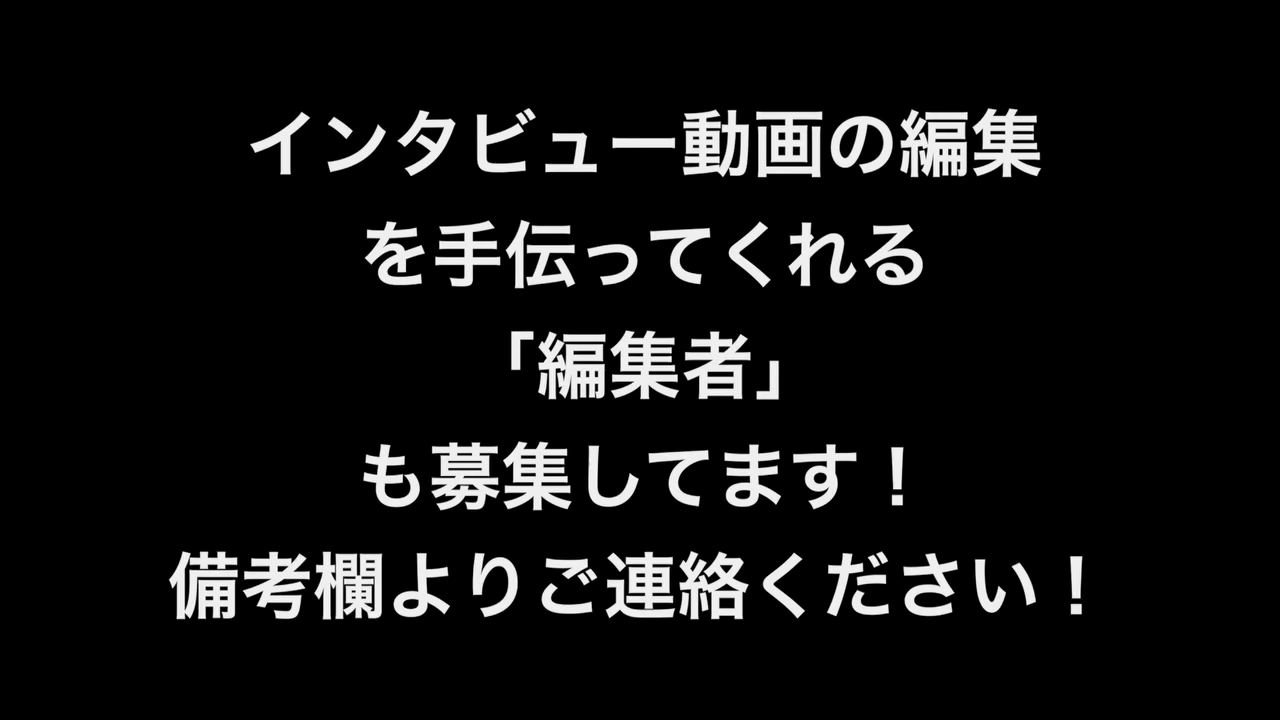 インタビュー動画の編集
を手伝ってくれる
「編集者」
も募集してます！
備考欄よりご連絡ください！